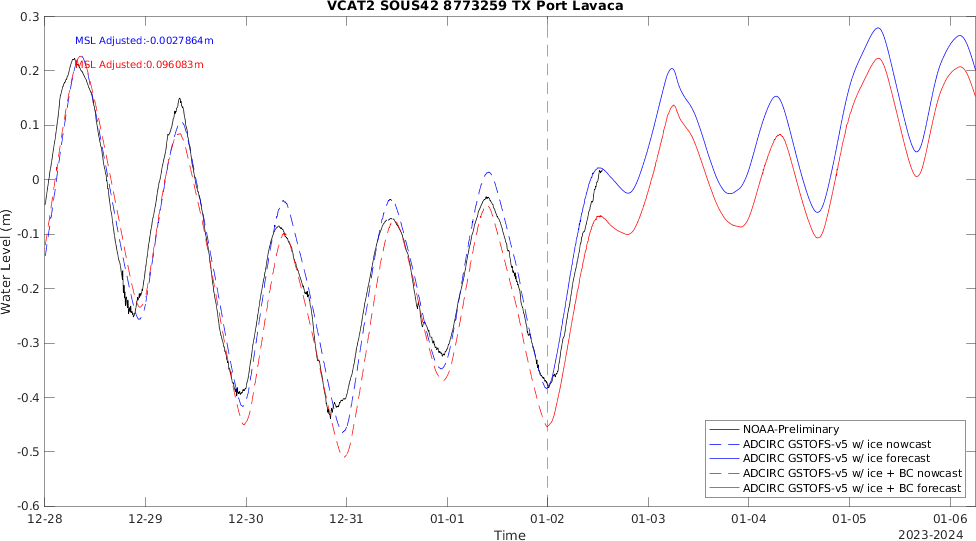 VCAT2 SOUS42 8773259 TX Port Lavaca
MSL Adjusted:-0.0027864m
MSL Adjusted:0.096083m
Water Level (m)
0.3
0.2
0.1
0
-0.1
-0.2
-0.3
-0.4
-0.5
-0.6
NOAA-Preliminary
ADCIRC GSTOFS-v5 w/ ice nowcast
ADCIRC GSTOFS-v5 w/ ice forecast
ADCIRC GSTOFS-v5 w/ ice + BC nowcast
ADCIRC GSTOFS-v5 w/ ice + BC forecast
12-28 12-29 12-30 12-31 01-01 01-02 01-03 01-04 01-05 01-06
Time
2023-2024